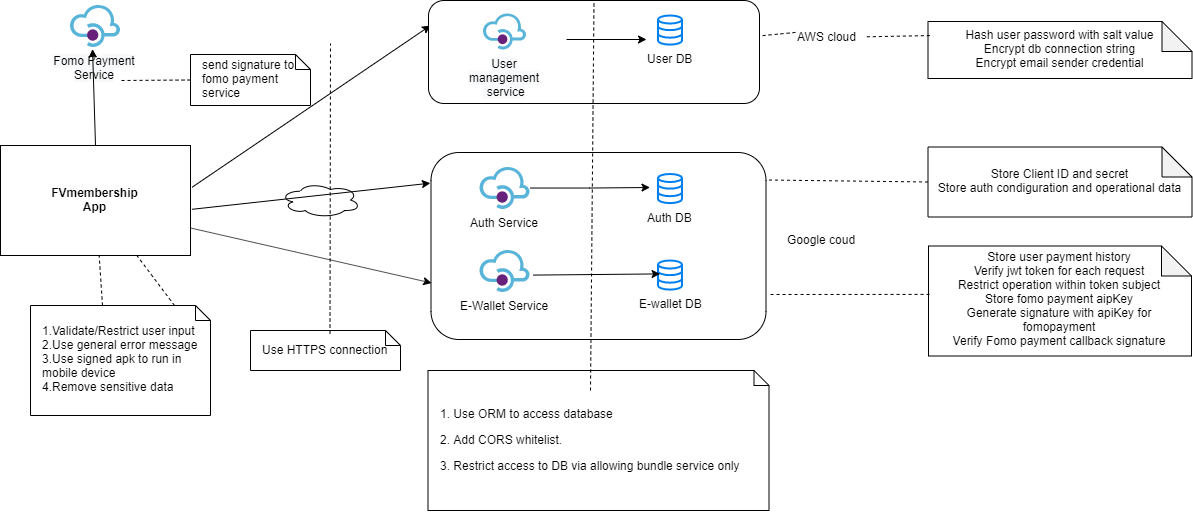 Fomo Payment
Service
send signature to
fomo payment
service
User
management
service
User DB
AWS cloud
Hash user password with salt value
Encrypt db connection string
Encrypt email sender credential
FVmembership
App
Auth Service
Auth DB
Store Client ID and secret
Store auth condiguration and operational data
Google coud
E-Wallet Service
E-wallet DB
Store user payment history
Verify jwt token for each request
Restrict operation within token subject
Store fomo payment aipKey
Generate signature with apiKey for
fomopayment
Verify Fomo payment callback signature
1.Validate/Restrict user input
2.Use general error message
3.Use signed apk to run in
mobile device
4.Remove sensitive data
Use HTTPS connection
1. Use ORM to access database
2. Add CORS whitelist.
3. Restrict access to DB via allowing bundle service only